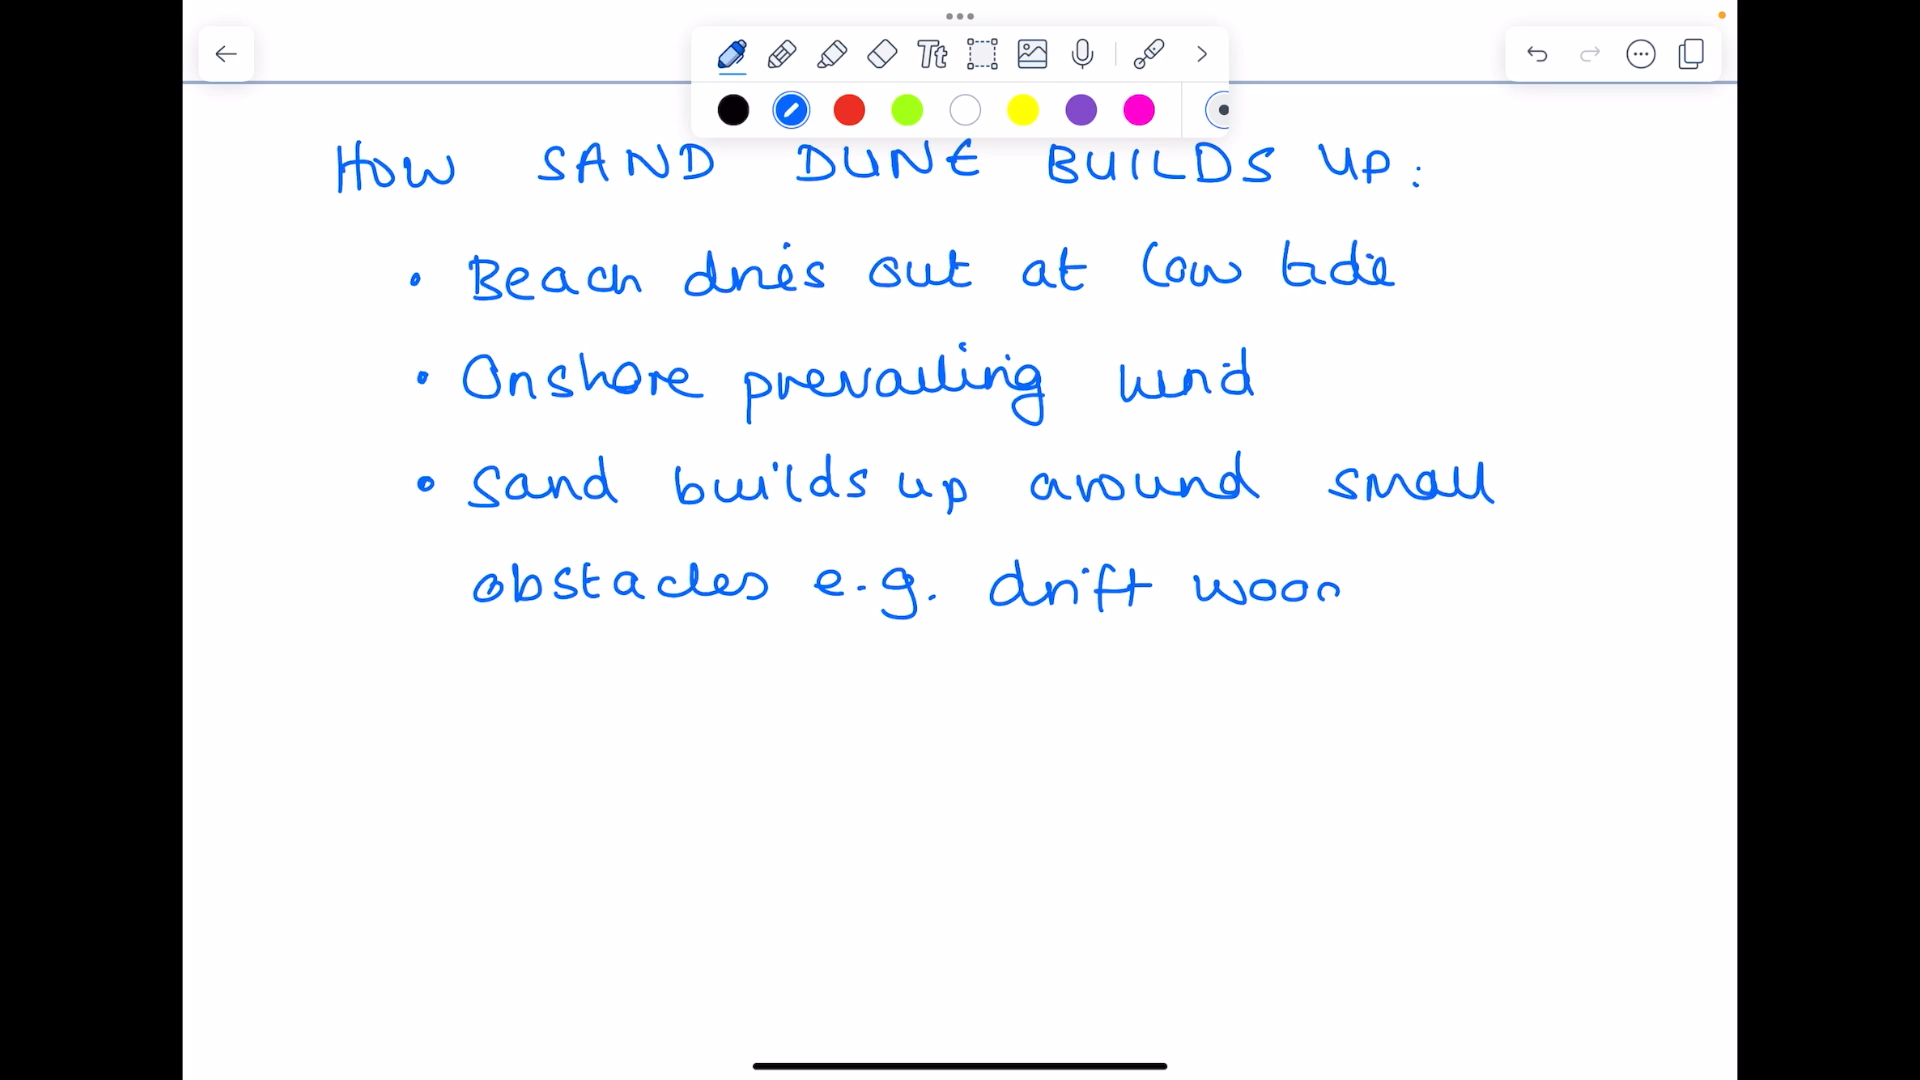 Tt
HOW SAND DUNE BUILDS UP:
• Beach dries out at low tide
• Onshore prevailing wind
• Sand builds up around small
obstacles e.g. drift woo